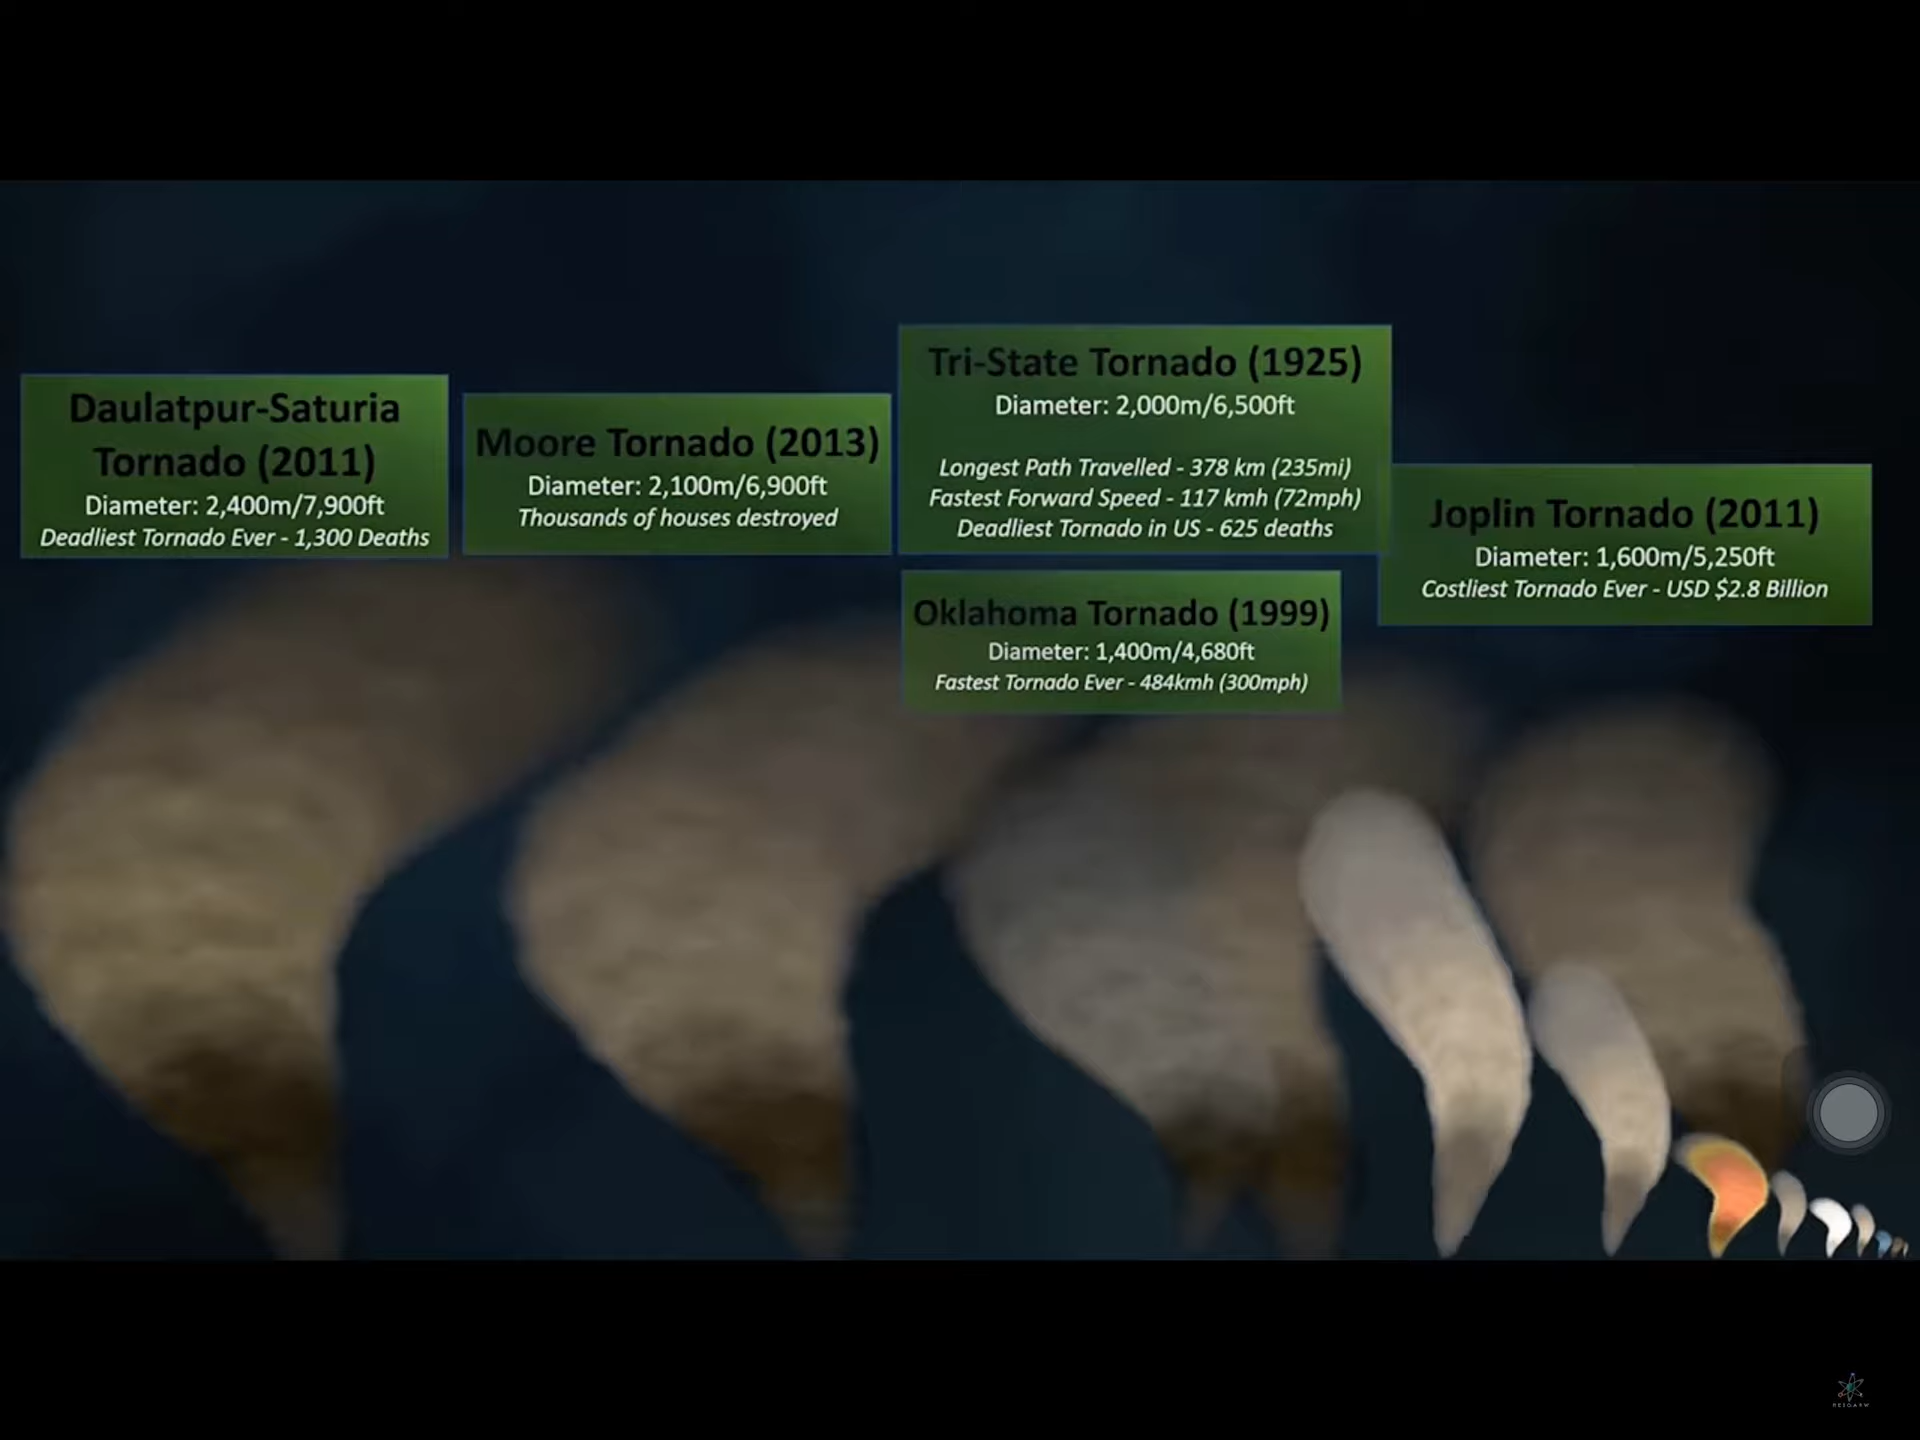 Daulatpur-Saturia
Tornado (2011)
Diameter: 2,400m/7,900ft
Deadliest Tornado Ever - 1,300 Deaths
Moore Tornado (2013)
Diameter: 2,100m/6,900ft
Thousands of houses destroyed
Tri-State Tornado (1925)
Diameter: 2,000m/6,500ft
Longest Path Travelled - 378 km (235mi)
Fastest Forward Speed - 117 kmh (72mph)
Deadliest Tornado in US - 625 deaths
Oklahoma Tornado (1999)
Diameter: 1,400m/4,680ft
Fastest Tornado Ever - 484kmh (300mph)
Joplin Tornado (2011)
Diameter: 1,600m/5,250ft
Costliest Tornado Ever - USD $2.8 Billion